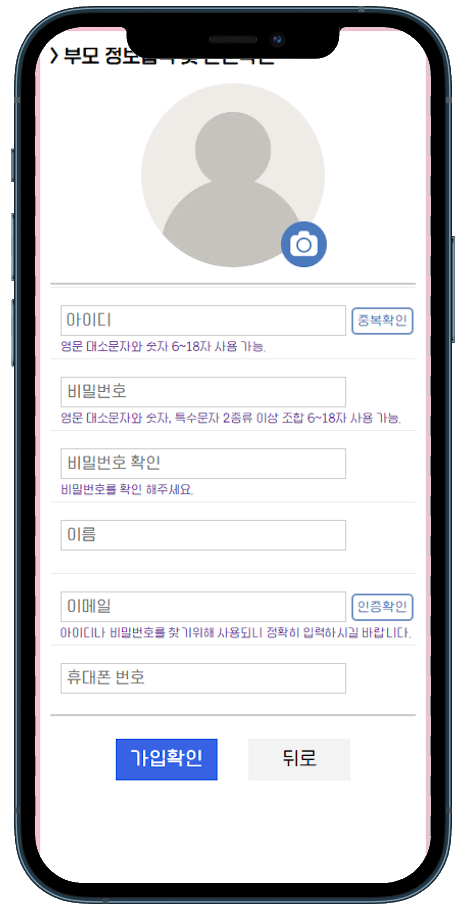 > 부모 정보
아이디
중복확인
영문 대소문자와 숫자 6~18자 사용 가능.
비밀번호
영문 대소문자와 숫자, 특수문자 2종류 이상 조합 6~18자 사용 가능.
비밀번호 확인
비밀번호를 확인 해주세요.
이름
이메일
인증확인
아이디나 비밀번호를 찾기위해 사용되니 정확히 입력하시길 바랍니다.
휴대폰 번호
가입확인
뒤로